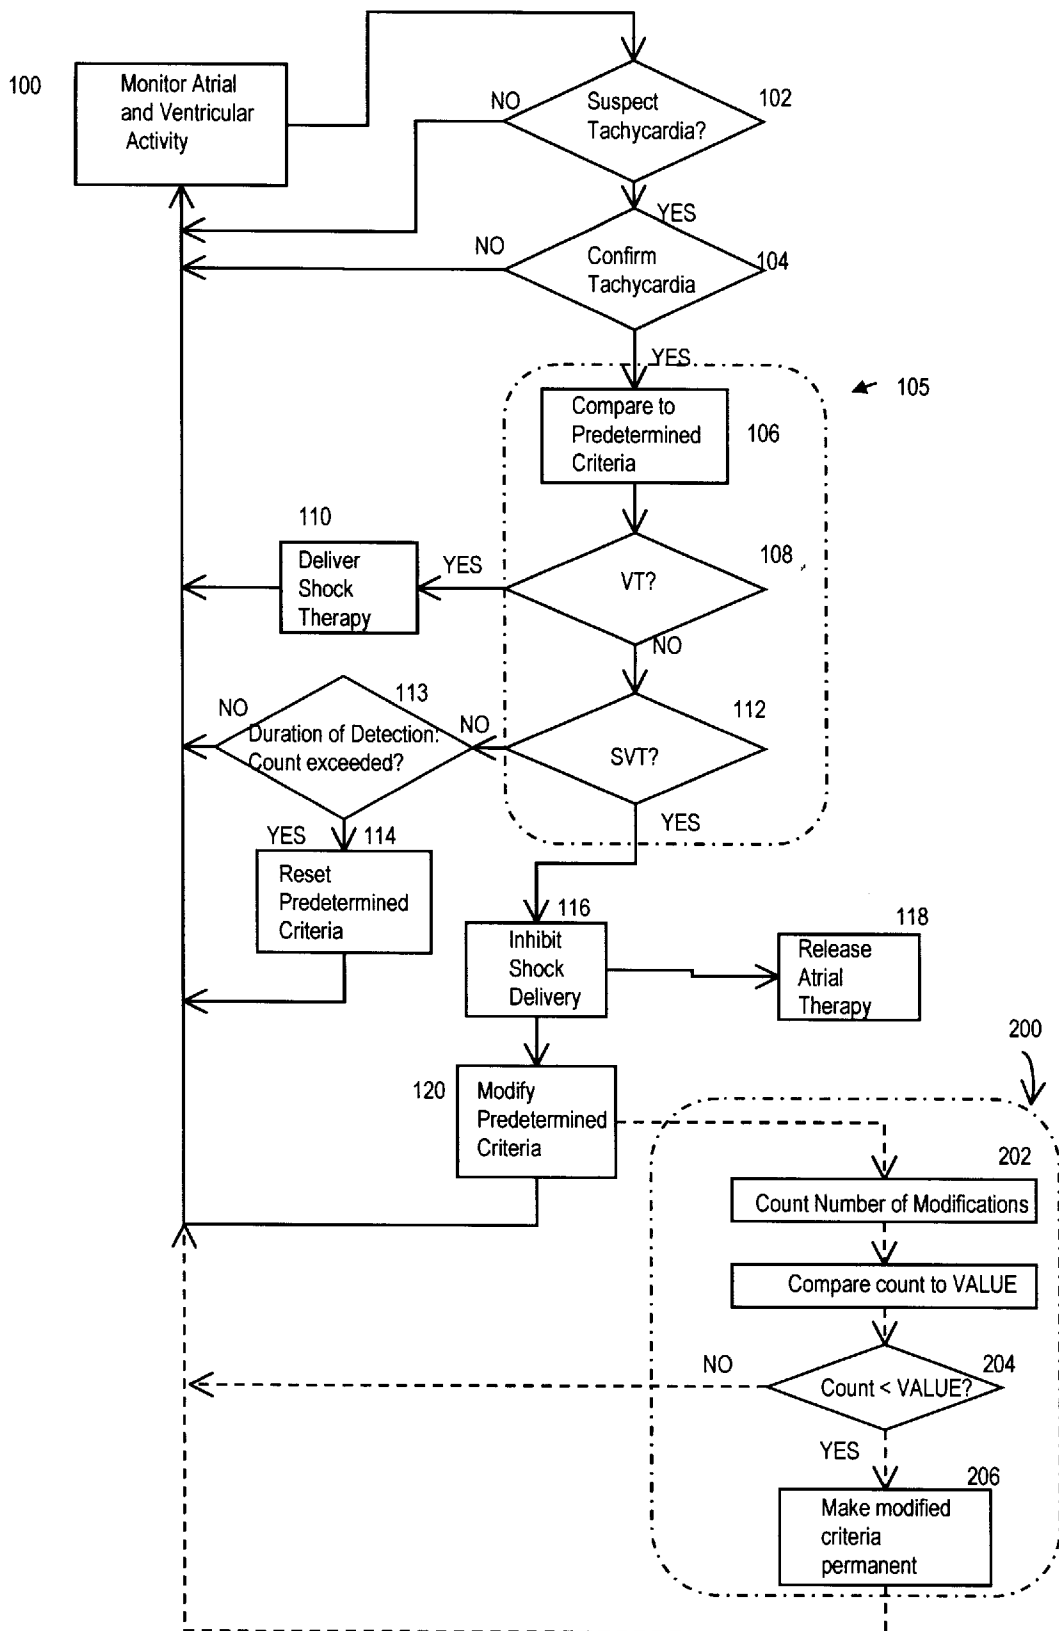 100
Monitor Atrial
and Ventricular
Activity
NO
Suspect
Tachycardia?
102
YES
NO
Confirm
Tachycardia
104
YES
105
Compare to
Predetermined
Criteria
106
110
Deliver
Shock
Therapy
YES
VT?
108
NO
NO
113
Duration of Detection:
Count exceeded?
NO
SVT?
112
YES
YES
114
Reset
Predetermined
Criteria
116
Inhibit
Shock
Delivery
118
Release
Atrial
Therapy
200
120
Modify
Predetermined
Criteria
202
Count Number of Modifications
Compare count to VALUE
NO
Count < VALUE?
204
YES
206
Make modified
criteria
permanent